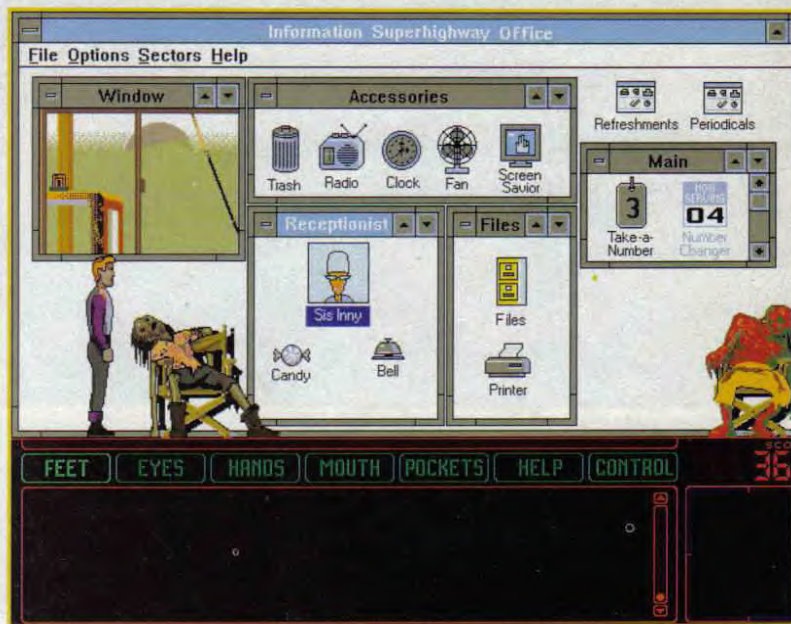 Information Superhighway Office
File Options Sectors Help
Window
Accessories
Trash
Radio
Clock
Fan
Screen
Savior
Refreshments
Periodicals
Main
3
Take-a-
Number
NOW
SERVING
04
Number
Changer
Receptionist
Sis Inny
Candy
Bell
Files
Files
Printer
FEET EYES HANDS MOUTH POCKETS HELP CONTROL
SCO
36